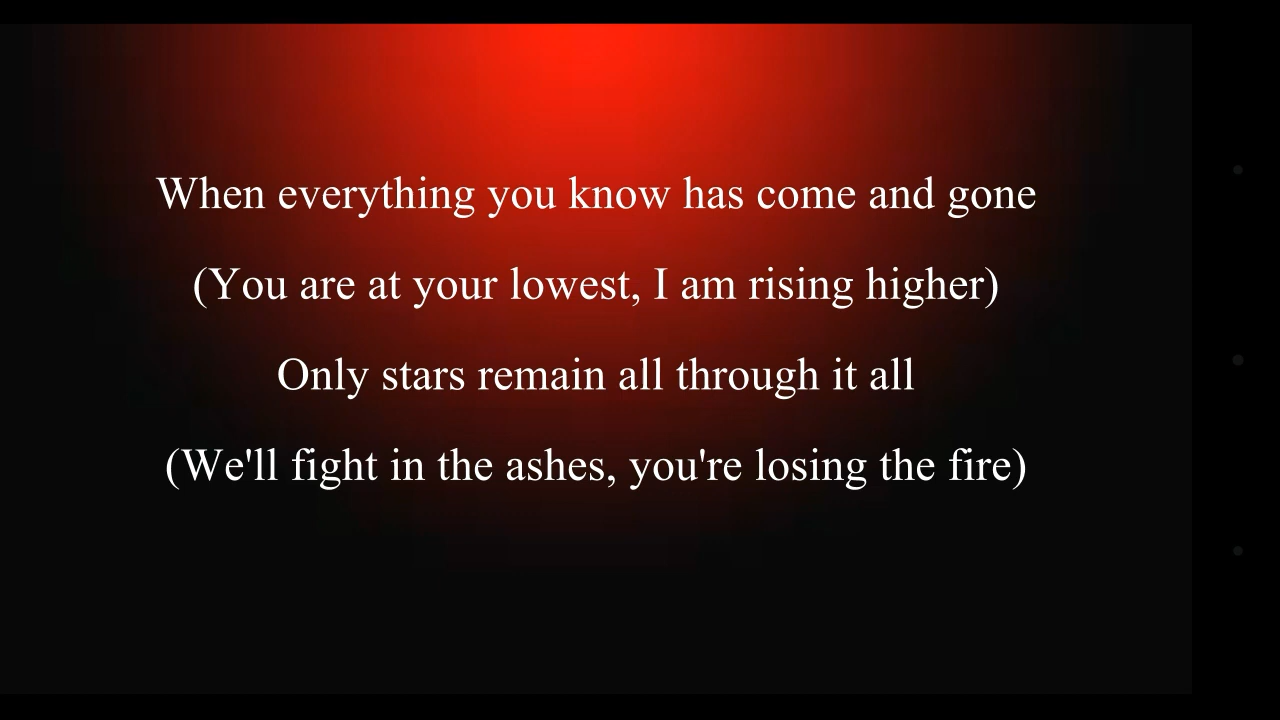 When everything you know has come and gone
(You are at your lowest, I am rising higher)
Only stars remain all through it all
(We'll fight in the ashes, you're losing the fire)